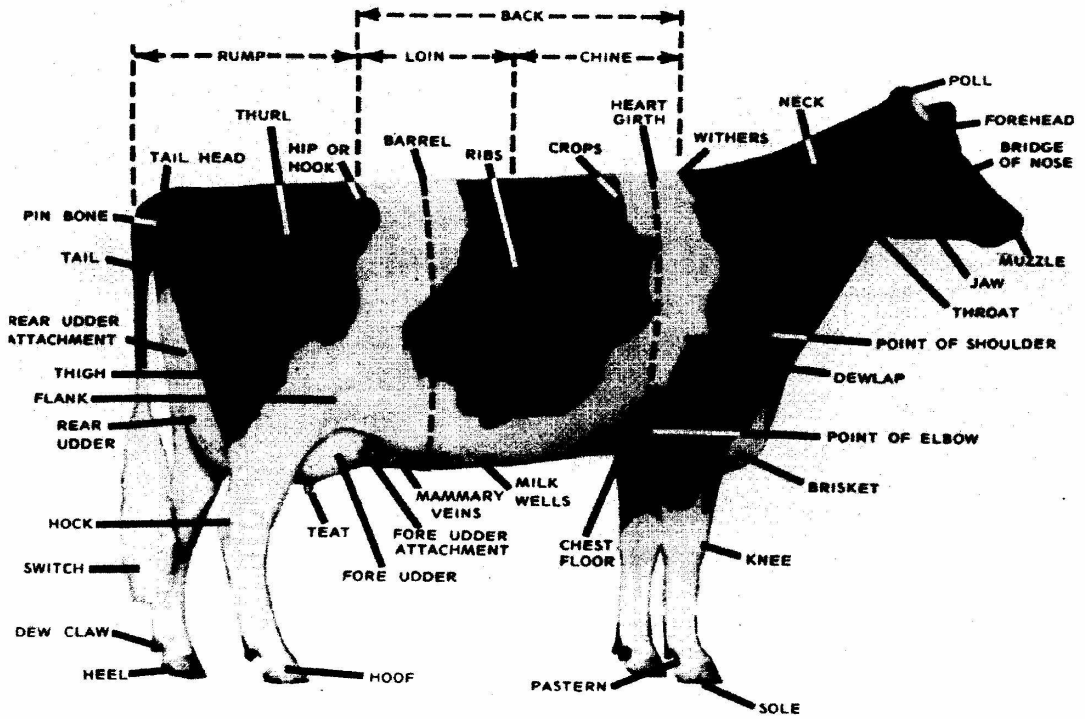 BACK
RUMP
LOIN
CHINE
POLL
THURL
HEART
GIRTH
NECK
FOREHEAD
TAIL HEAD
HIP OR
HOOK
BARREL
RIBS
CROPS
WITHERS
BRIDGE
OF NOSE
PIN BONE
TAIL
MUZZLE
JAW
THROAT
REAR UDDER
ATTACHMENT
POINT OF SHOULDER
THIGH
DEWLAP
FLANK
REAR
UDDER
POINT OF ELBOW
BRISKET
MAMMARY
VEINS
MILK
WELLS
HOCK
TEAT
FORE UDDER
ATTACHMENT
CHEST
FLOOR
KNEE
SWITCH
FORE UDDER
DEW CLAW
HEEL
HOOF
PASTERN
SOLE